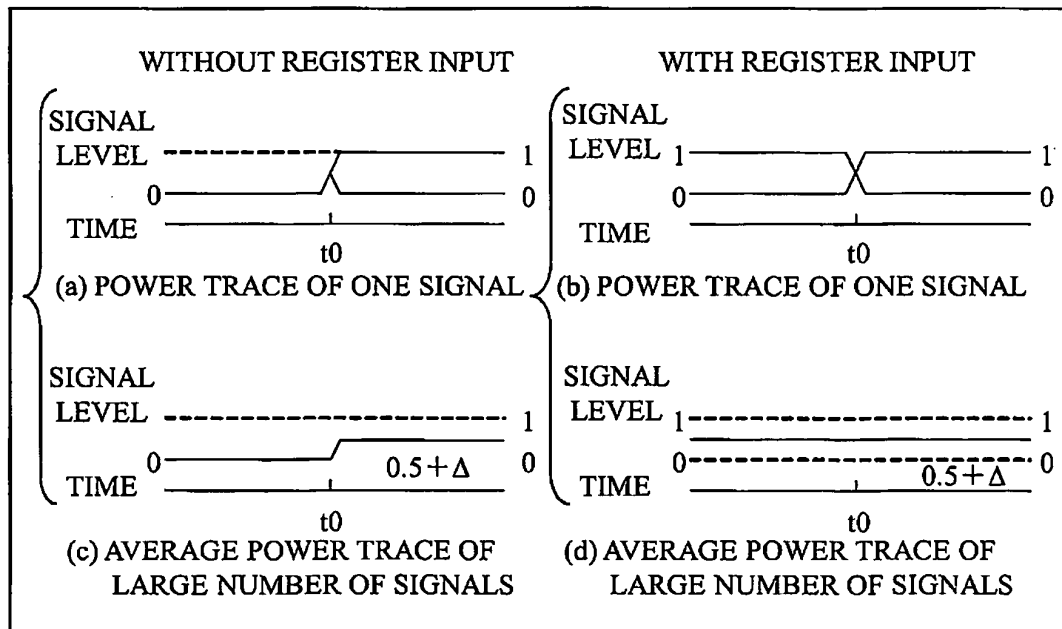 WITHOUT REGISTER INPUT
SIGNAL
LEVEL
1
0
0
TIME
t0
(a) POWER TRACE OF ONE SIGNAL
WITH REGISTER INPUT
SIGNAL
LEVEL 1
1
0
0
TIME
t0
(b) POWER TRACE OF ONE SIGNAL
SIGNAL
LEVEL
1
0
0.5+Δ
0
TIME
t0
(c) AVERAGE POWER TRACE OF
LARGE NUMBER OF SIGNALS
SIGNAL
LEVEL
1
1
0
0
0.5+Δ
TIME
t0
(d) AVERAGE POWER TRACE OF
LARGE NUMBER OF SIGNALS